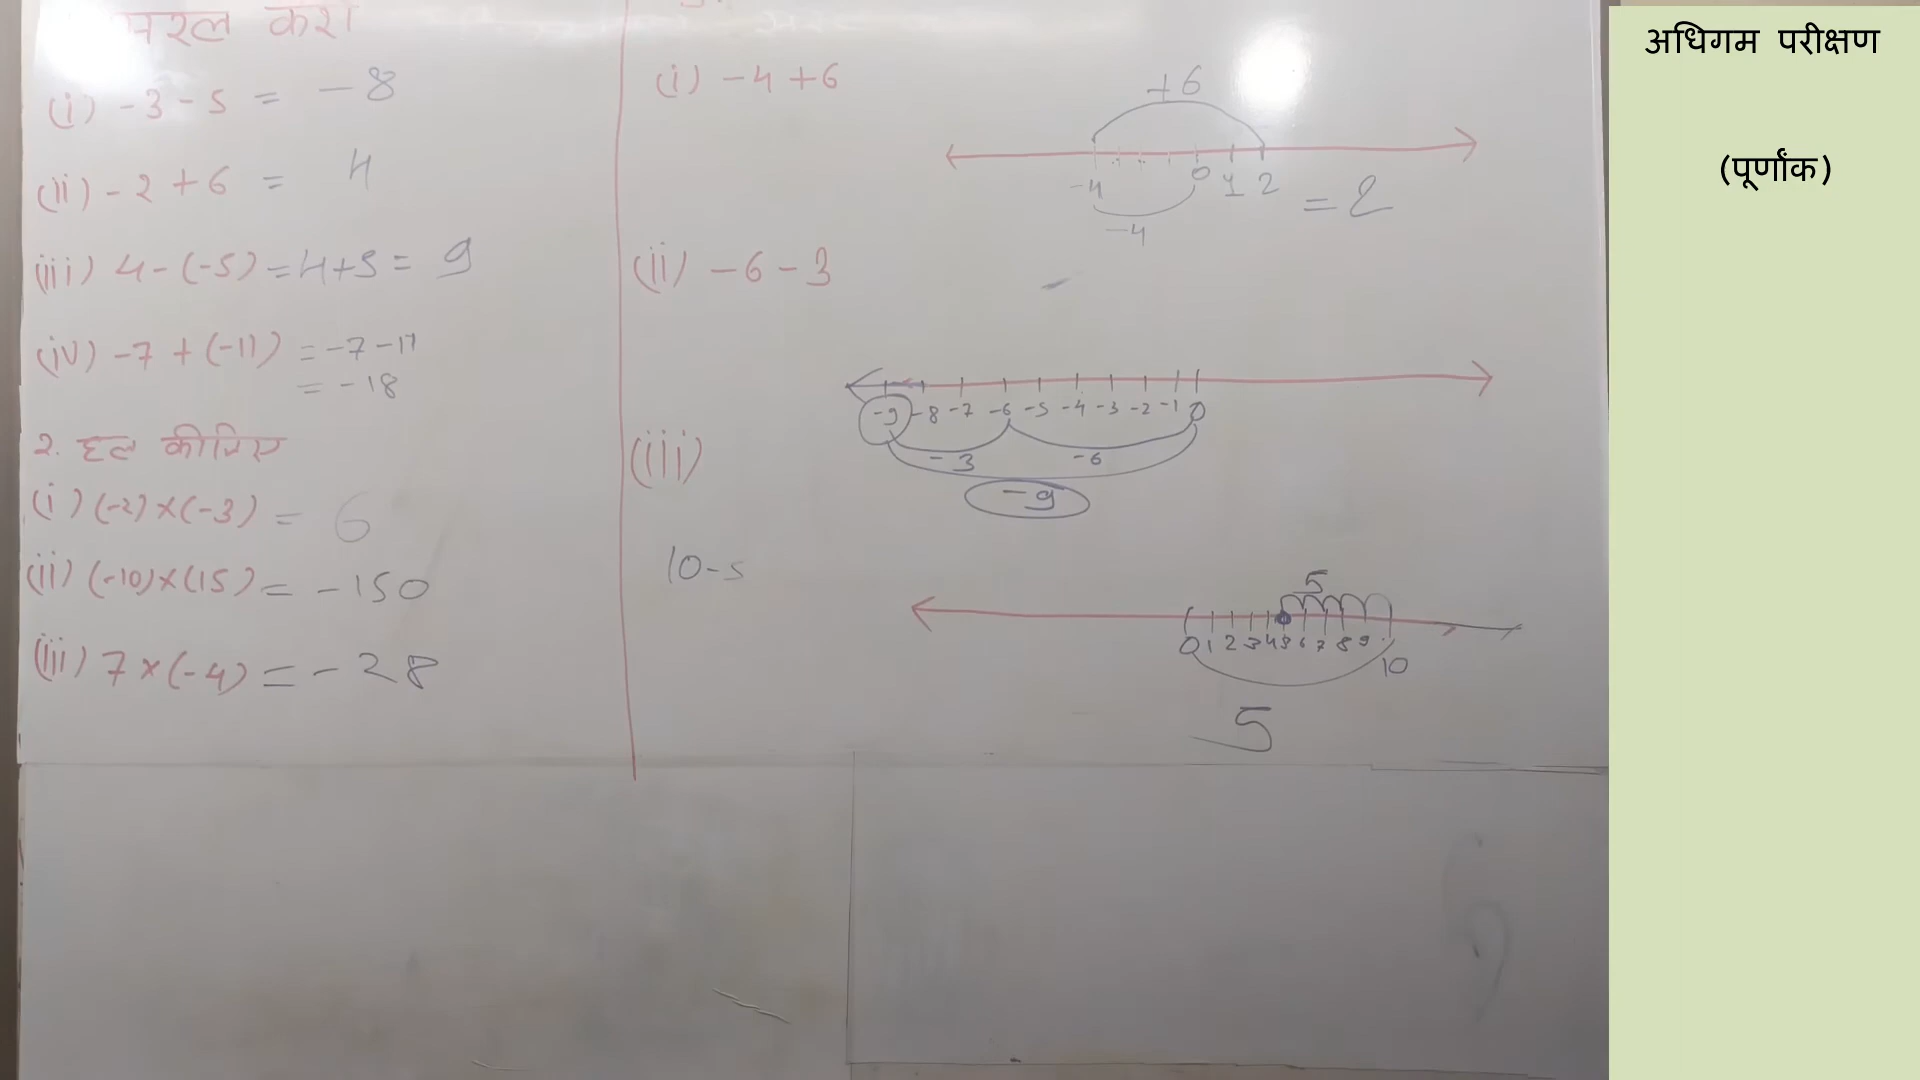 सरल करो
(i) -3-5 = -8
(ii) -2+6 = 4
(iii) 4-(-5) = 4+5 = 9
(iv) -7+(-11) = -7-11
= -18
२. हल कीजिए
(i) (-2)×(-3) = 6
(ii) (-10)×(15) = -150
(iii) 7×(-4) = -28
(i) -4+6
+6
-4 0 1 2
-4
= 2
(ii) -6-3
-9 -8 -7 -6 -5 -4 -3 -2 -1 0
-3 -6
-9
(iii)
10-5
5
0 1 2 3 4 5 6 7 8 9 10
5
अधिगम परीक्षण
(पूर्णांक)